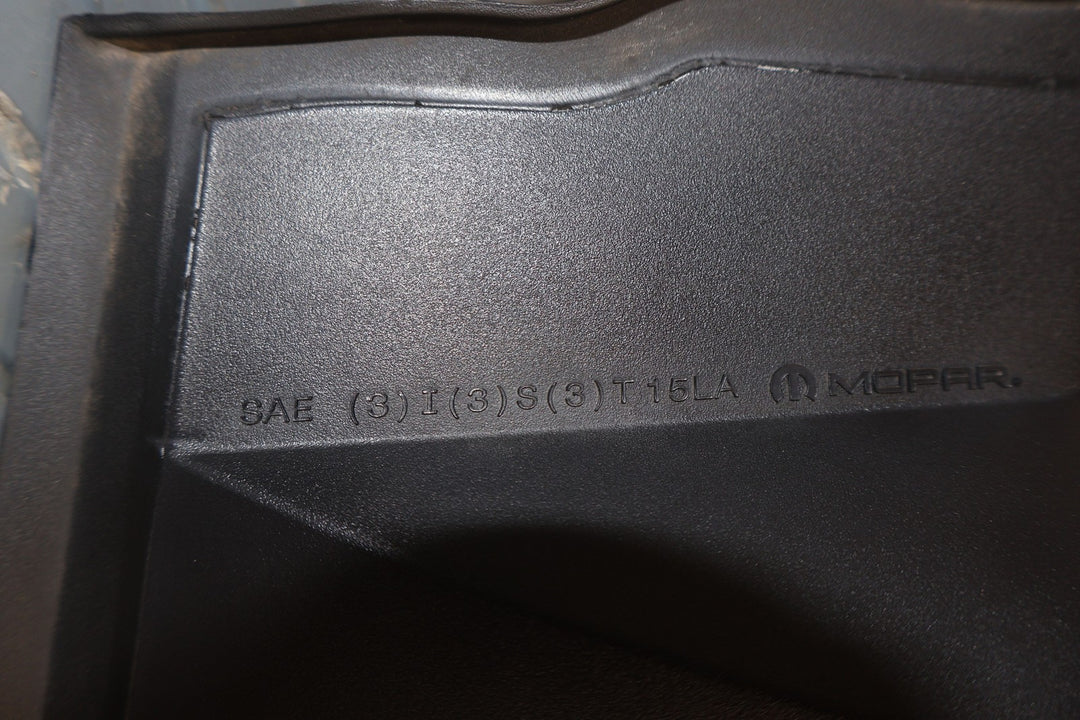 SAE (3)I(3)S(3)T15LA MOPAR.